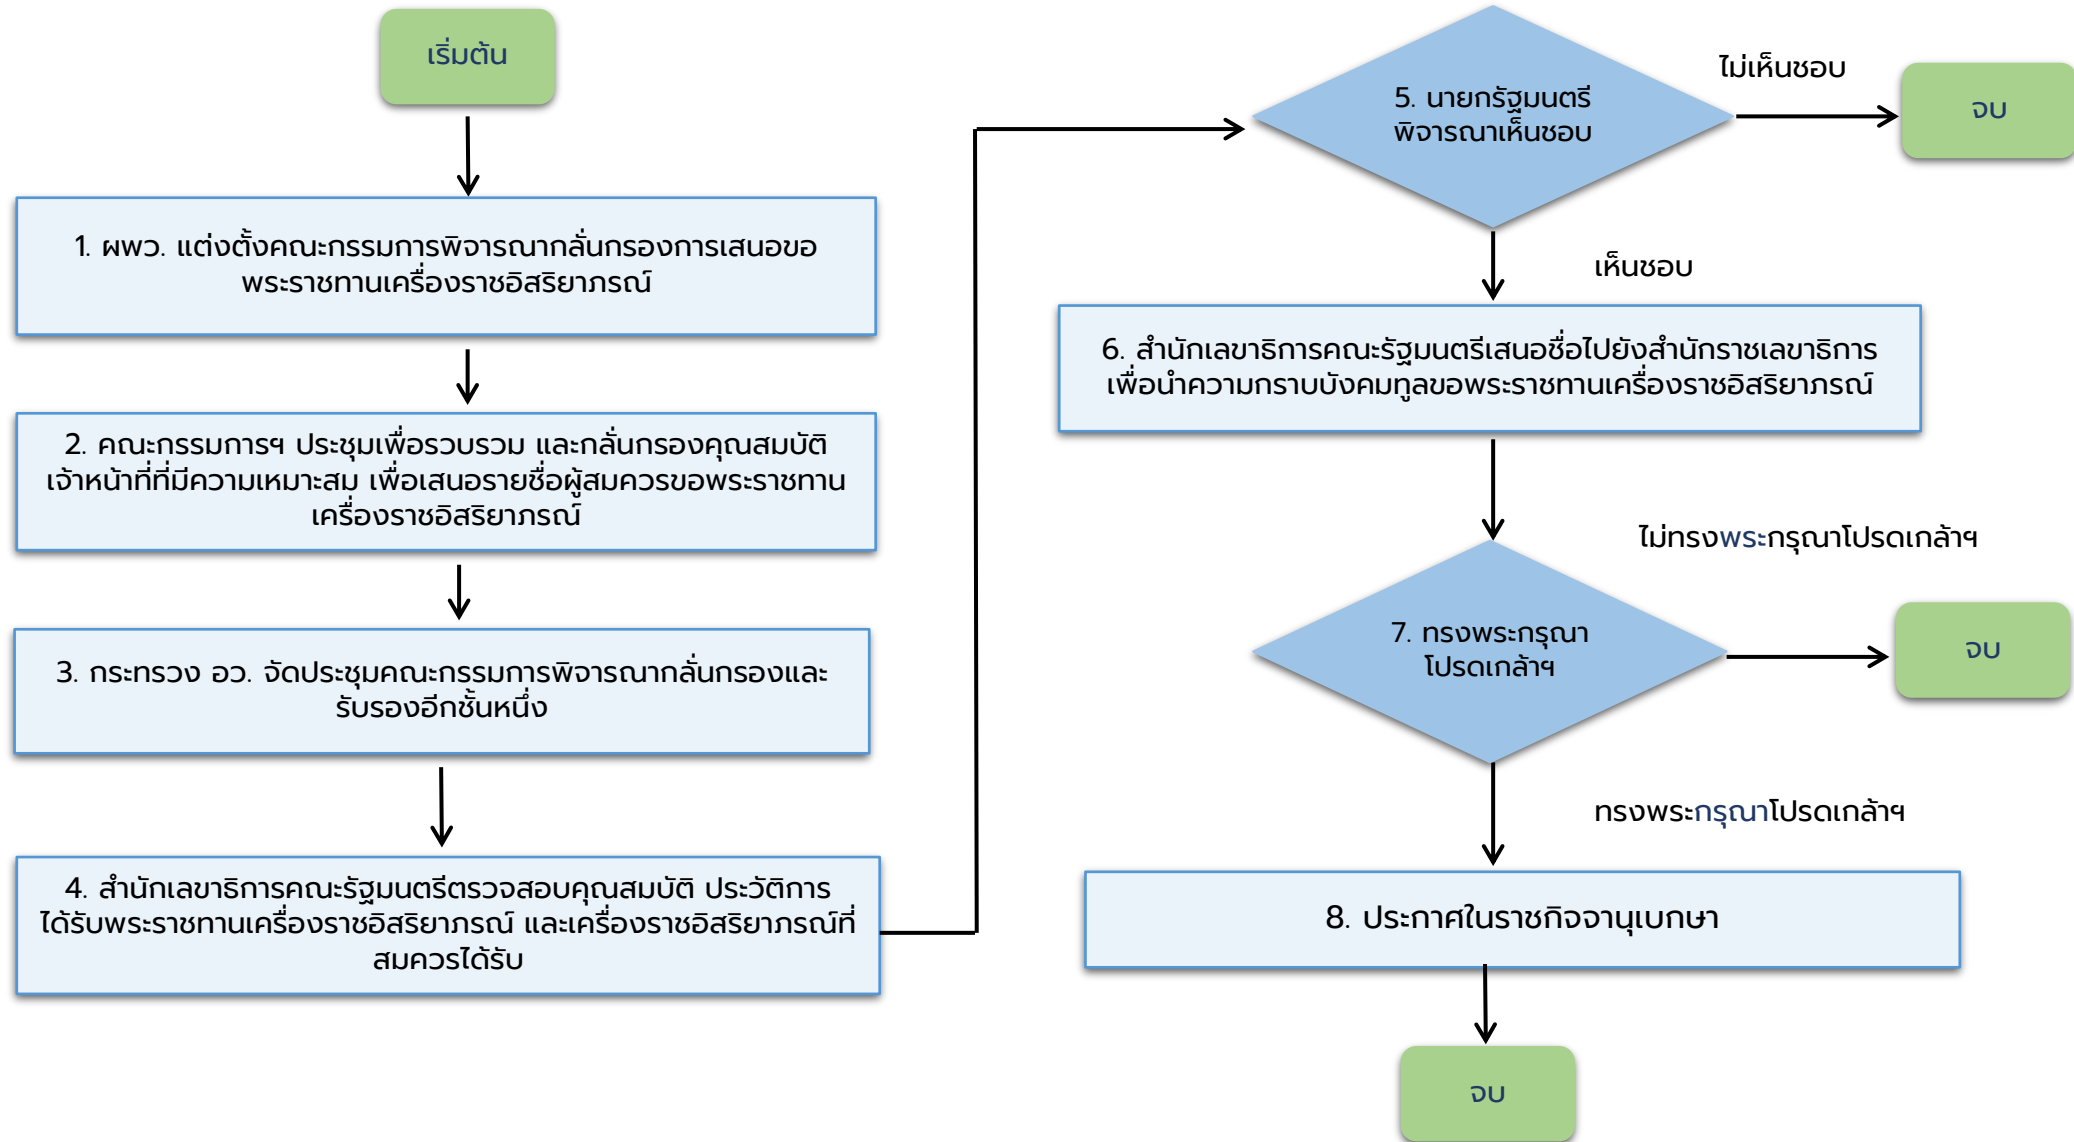 เริ่มต้น
1. ผพว. แต่งตั้งคณะกรรมการพิจารณากลั่นกรองการเสนอขอ
พระราชทานเครื่องราชอิสริยาภรณ์
2. คณะกรรมการฯ ประชุมเพื่อรวบรวม และกลั่นกรองคุณสมบัติ
เจ้าหน้าที่ที่มีความเหมาะสม เพื่อเสนอรายชื่อผู้สมควรขอพระราชทาน
เครื่องราชอิสริยาภรณ์
3. กระทรวง อว. จัดประชุมคณะกรรมการพิจารณากลั่นกรองและ
รับรองอีกชั้นหนึ่ง
4. สำนักเลขาธิการคณะรัฐมนตรีตรวจสอบคุณสมบัติ ประวัติการ
ได้รับพระราชทานเครื่องราชอิสริยาภรณ์ และเครื่องราชอิสริยาภรณ์ที่
สมควรได้รับ
5. นายกรัฐมนตรี
พิจารณาเห็นชอบ
ไม่เห็นชอบ
จบ
เห็นชอบ
6. สำนักเลขาธิการคณะรัฐมนตรีเสนอชื่อไปยังสำนักราชเลขาธิการ
เพื่อนำความกราบบังคมทูลขอพระราชทานเครื่องราชอิสริยาภรณ์
ไม่ทรงพระกรุณาโปรดเกล้าฯ
7. ทรงพระกรุณา
โปรดเกล้าฯ
จบ
ทรงพระกรุณาโปรดเกล้าฯ
8. ประกาศในราชกิจจานุเบกษา
จบ